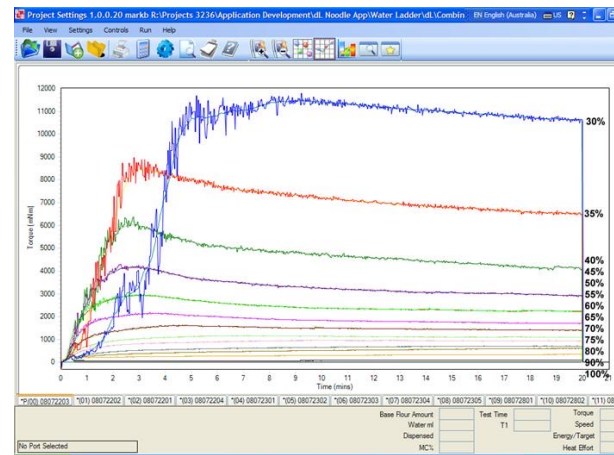 Project Settings 1.0.0.20 markb R:\Projects 3236\Application Development\dL Noodle App\Water Ladder\dL\Combin
EN English (Australia) US
File View Settings Controls Run Help
Torque (mNm)
12000
11000
10000
9000
8000
7000
6000
5000
4000
3000
2000
1000
0
30%
35%
40%
45%
50%
55%
60%
65%
70%
75%
80%
90%
100%
0 1 2 3 4 5 6 7 8 9 10 11 12 13 14 15 16 17 18 19 20 21
Time (mins)
*P(00) 08072203 *(01) 08072202 *(02) 08072201 *(03) 08072204 *(04) 08072301 *(05) 08072302 *(06) 08072303 *(07) 08072304 *(08) 08072305 *(09) 08072801 *(10) 08072802 *(11) 08
Base Flour Amount Test Time Torque
Water ml T1 Speed
Dispensed Energy/Target
No Port Selected MC% Heat Effort